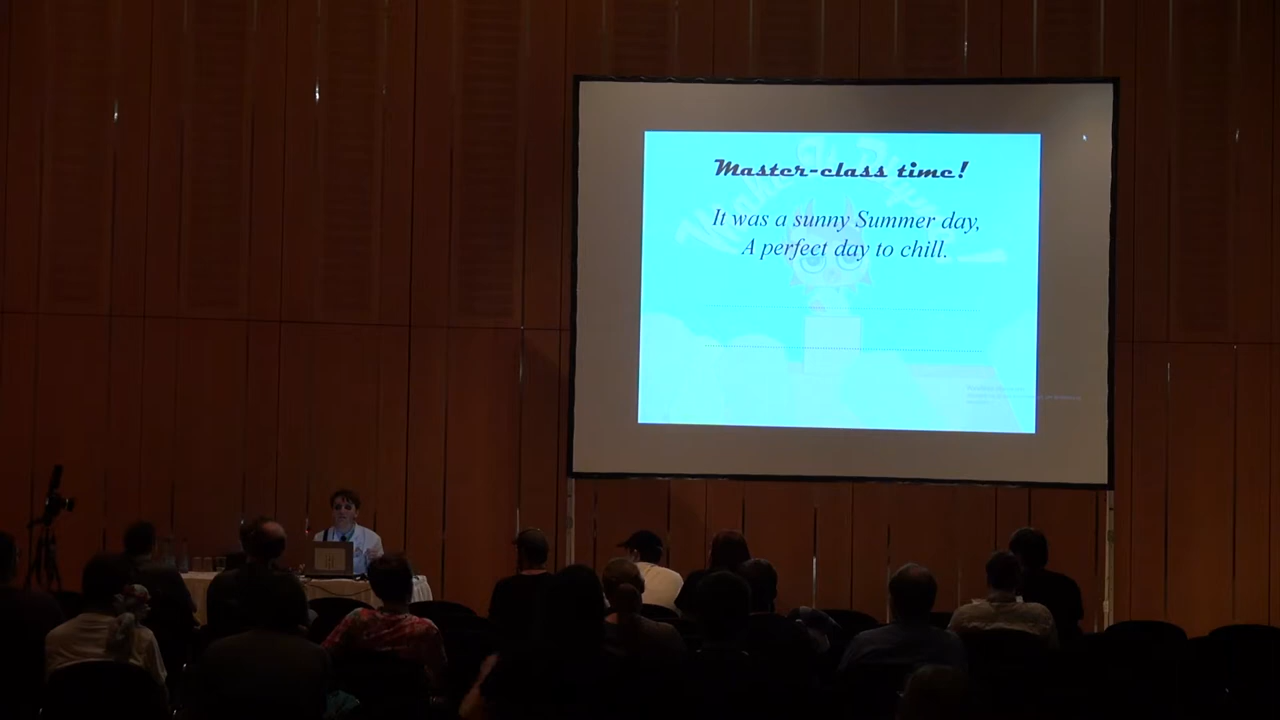 Master-class time!
It was a sunny Summer day,
A perfect day to chill.